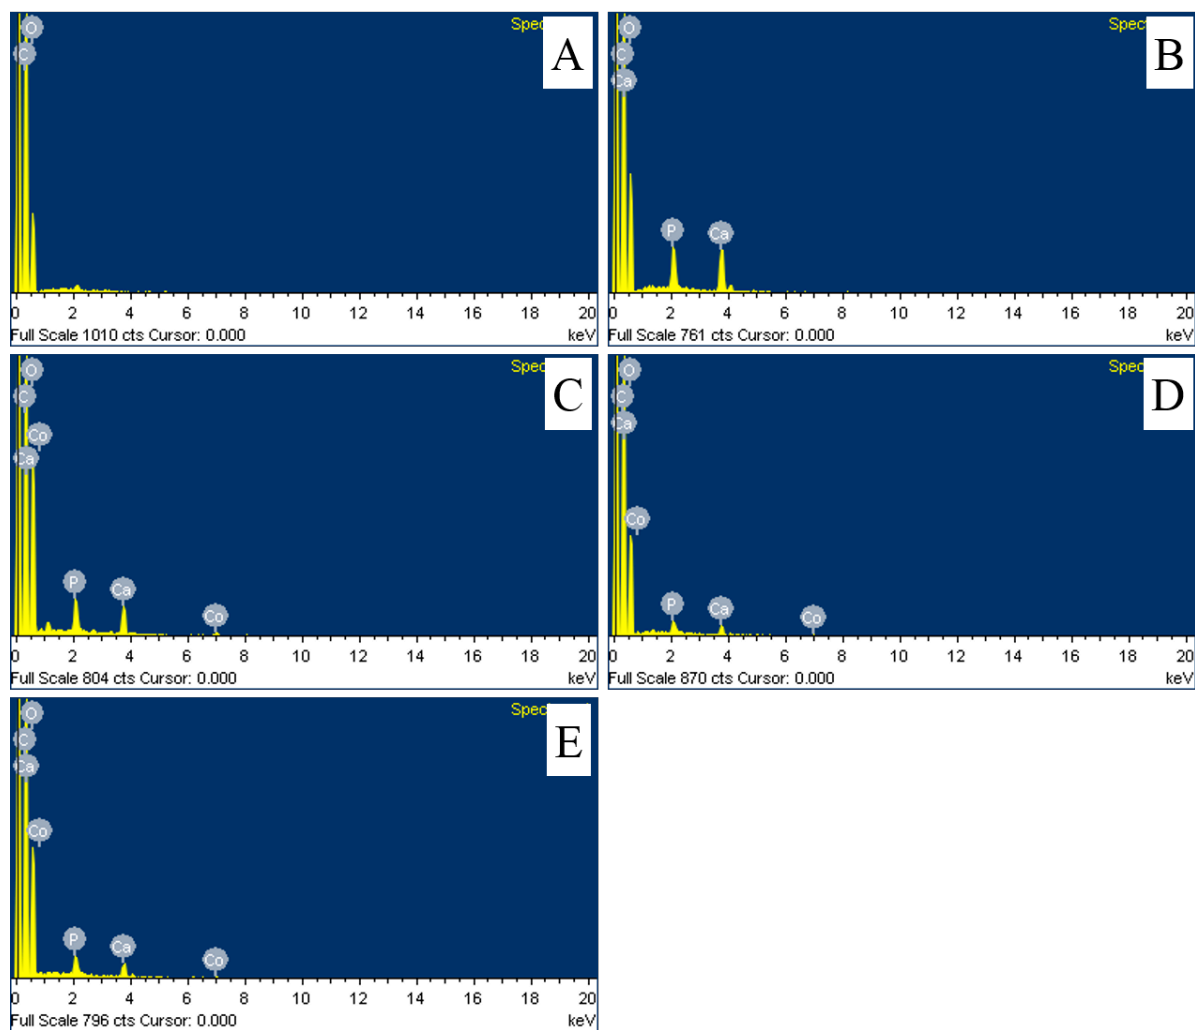 Spec
A
O
C
0 2 4 6 8 10 12 14 16 18 20
Full Scale 1010 cts Cursor: 0.000 keV
Spec
B
O
C
Ca
P
Ca
0 2 4 6 8 10 12 14 16 18 20
Full Scale 761 cts Cursor: 0.000 keV
Spec
C
O
C
Co
Ca
P
Ca
Co
0 2 4 6 8 10 12 14 16 18 20
Full Scale 804 cts Cursor: 0.000 keV
Spec
D
O
C
Ca
Co
P
Ca
Co
0 2 4 6 8 10 12 14 16 18 20
Full Scale 870 cts Cursor: 0.000 keV
Spec
E
O
C
Ca
Co
P
Ca
Co
0 2 4 6 8 10 12 14 16 18 20
Full Scale 796 cts Cursor: 0.000 keV